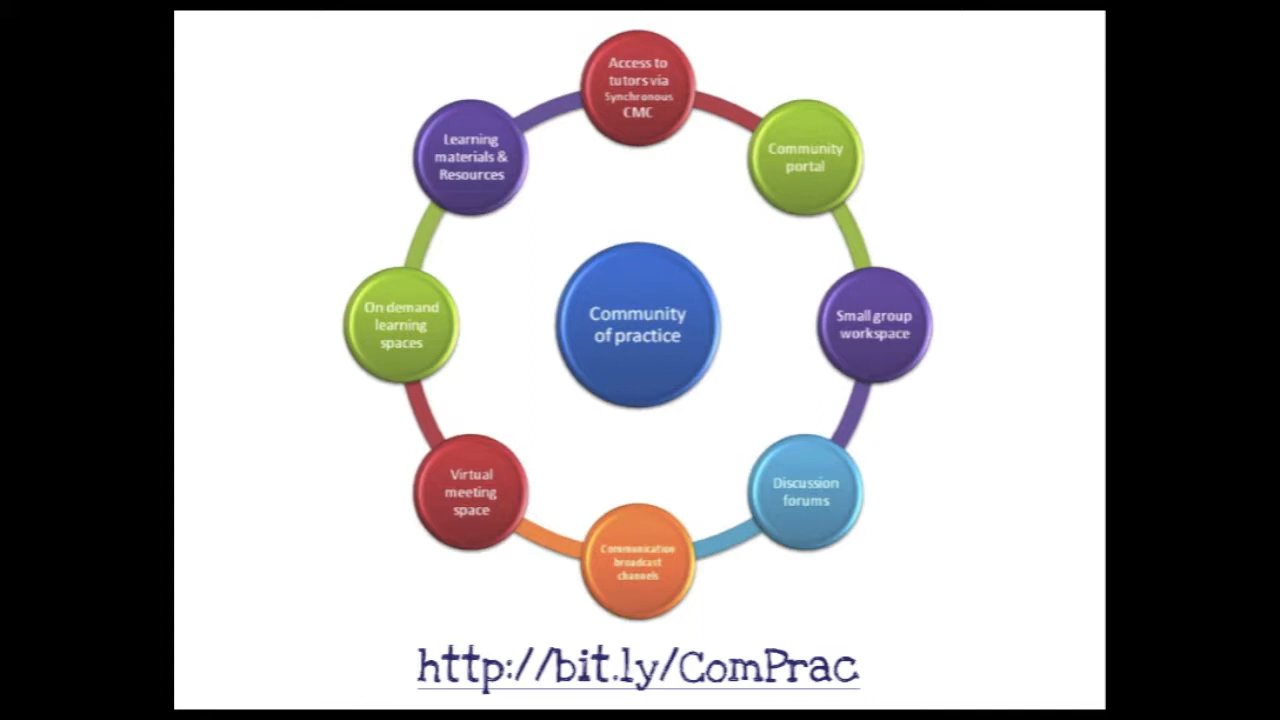 Access to
tutors via
Synchronous
CMC
Community
portal
Small group
workspace
Discussion
forums
Communication
broadcast
channels
Virtual
meeting
space
On demand
learning
spaces
Learning
materials &
Resources
Community
of practice
http://bit.ly/ComPrac